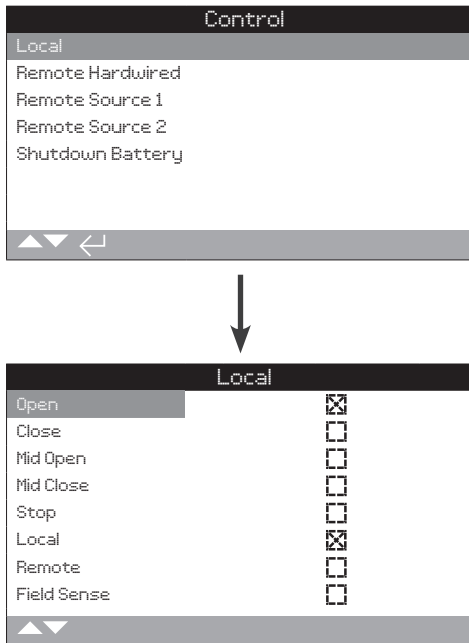 Control
Local
Remote Hardwired
Remote Source 1
Remote Source 2
Shutdown Battery
Local
Open
Close
Mid Open
Mid Close
Stop
Local
Remote
Field Sense